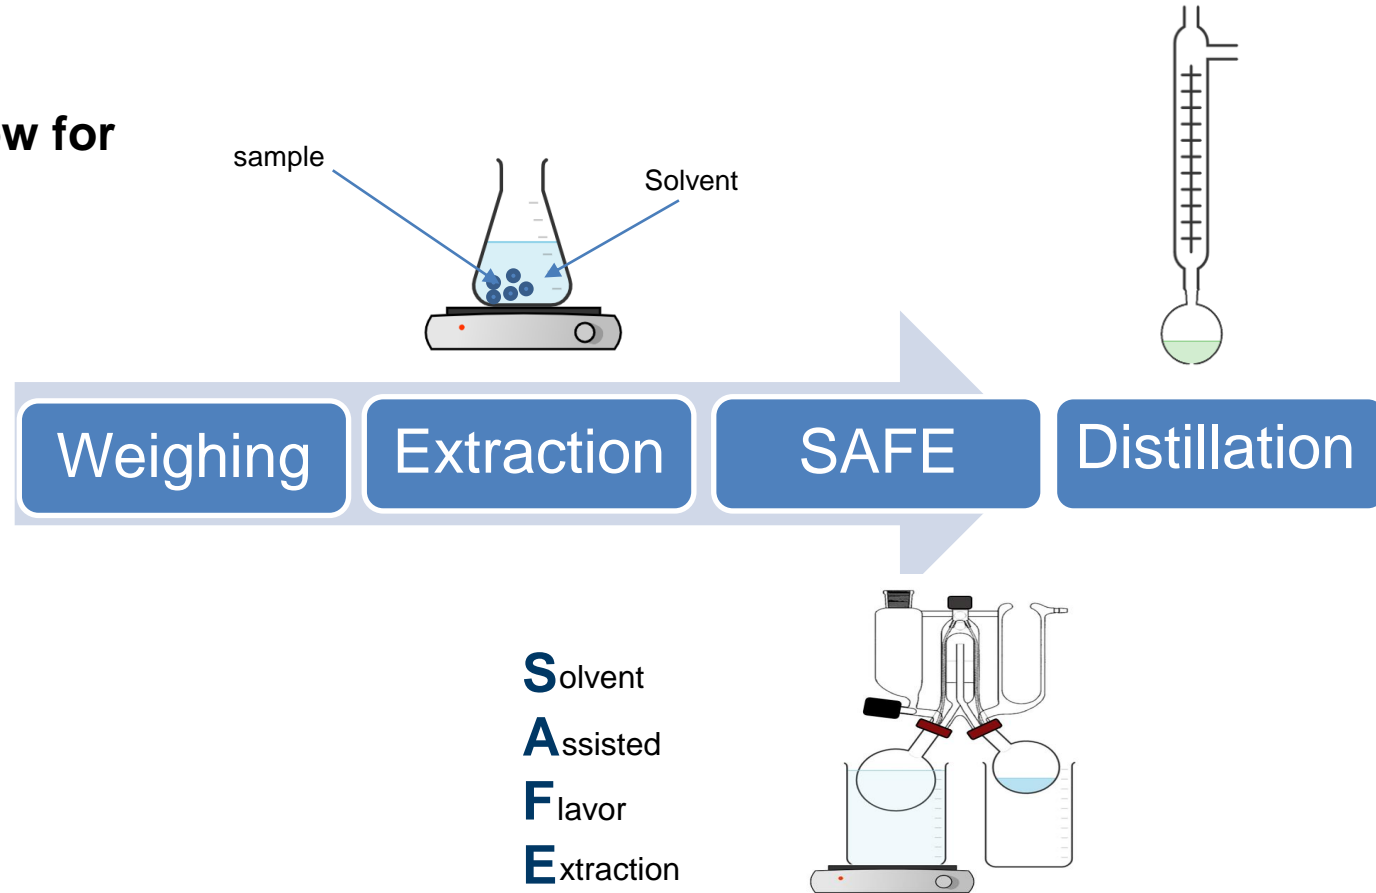 w for
sample
Solvent
Weighing
Extraction
SAFE
Distillation
Solvent
Assisted
Flavor
Extraction